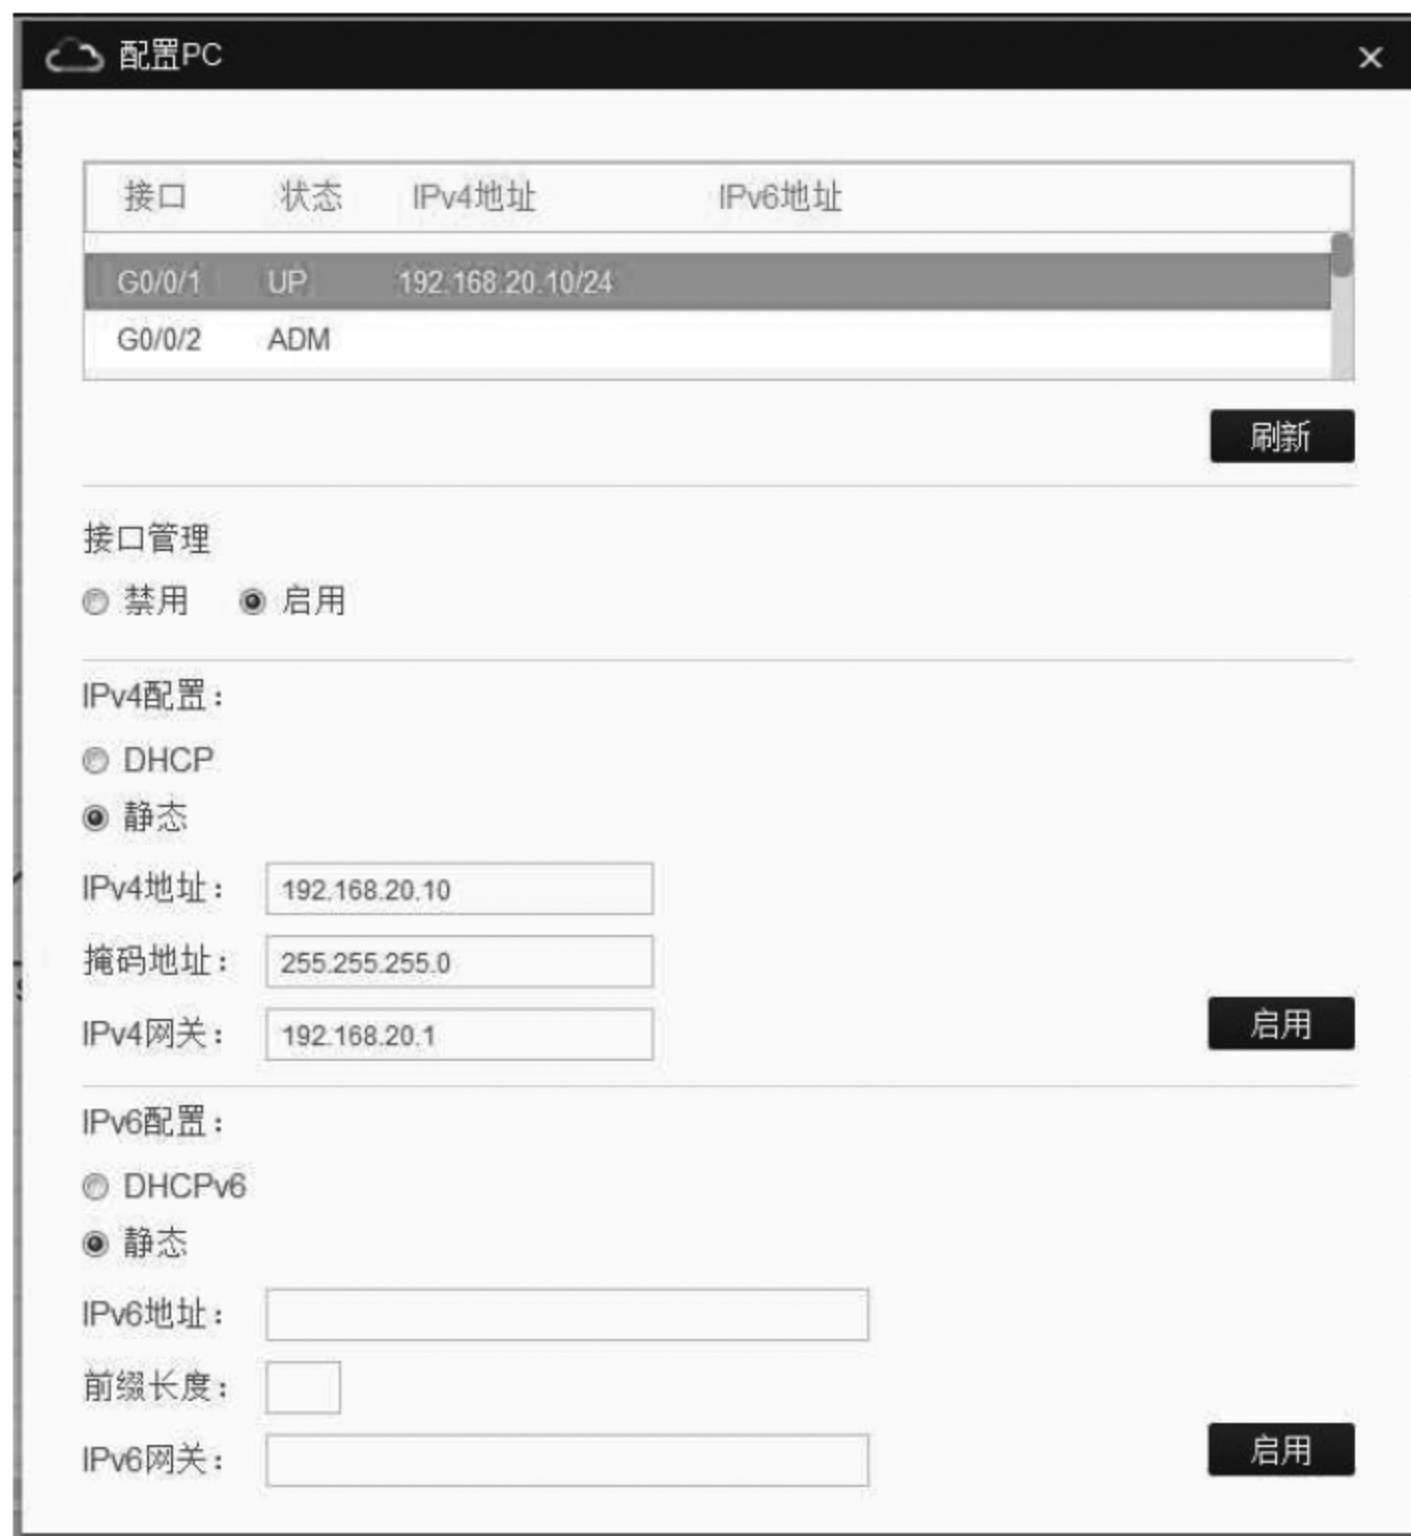 配置PC
接口 状态 IPv4地址 IPv6地址
G0/0/1 UP 192.168.20.10/24
G0/0/2 ADM
刷新
接口管理
禁用 启用
IPv4配置：
DHCP
静态
IPv4地址： 192.168.20.10
掩码地址： 255.255.255.0
IPv4网关： 192.168.20.1
启用
IPv6配置：
DHCPv6
静态
IPv6地址：
前缀长度：
IPv6网关：
启用